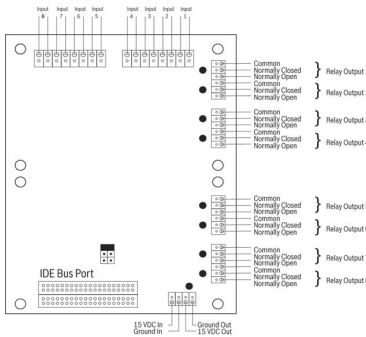 Input Input Input Input Input Input Input Input
8 7 6 5 4 3 2 1
Common
Normally Closed } Relay Output
Normally Open
Common
Normally Closed } Relay Output
Normally Open
Common
Normally Closed } Relay Output
Normally Open
Common
Normally Closed } Relay Output
Normally Open
Common
Normally Closed } Relay Output
Normally Open
Common
Normally Closed } Relay Output
Normally Open
Common
Normally Closed } Relay Output
Normally Open
Common
Normally Closed } Relay Output
Normally Open
IDE Bus Port
15 VDC In Ground Out
Ground In 15 VDC Out